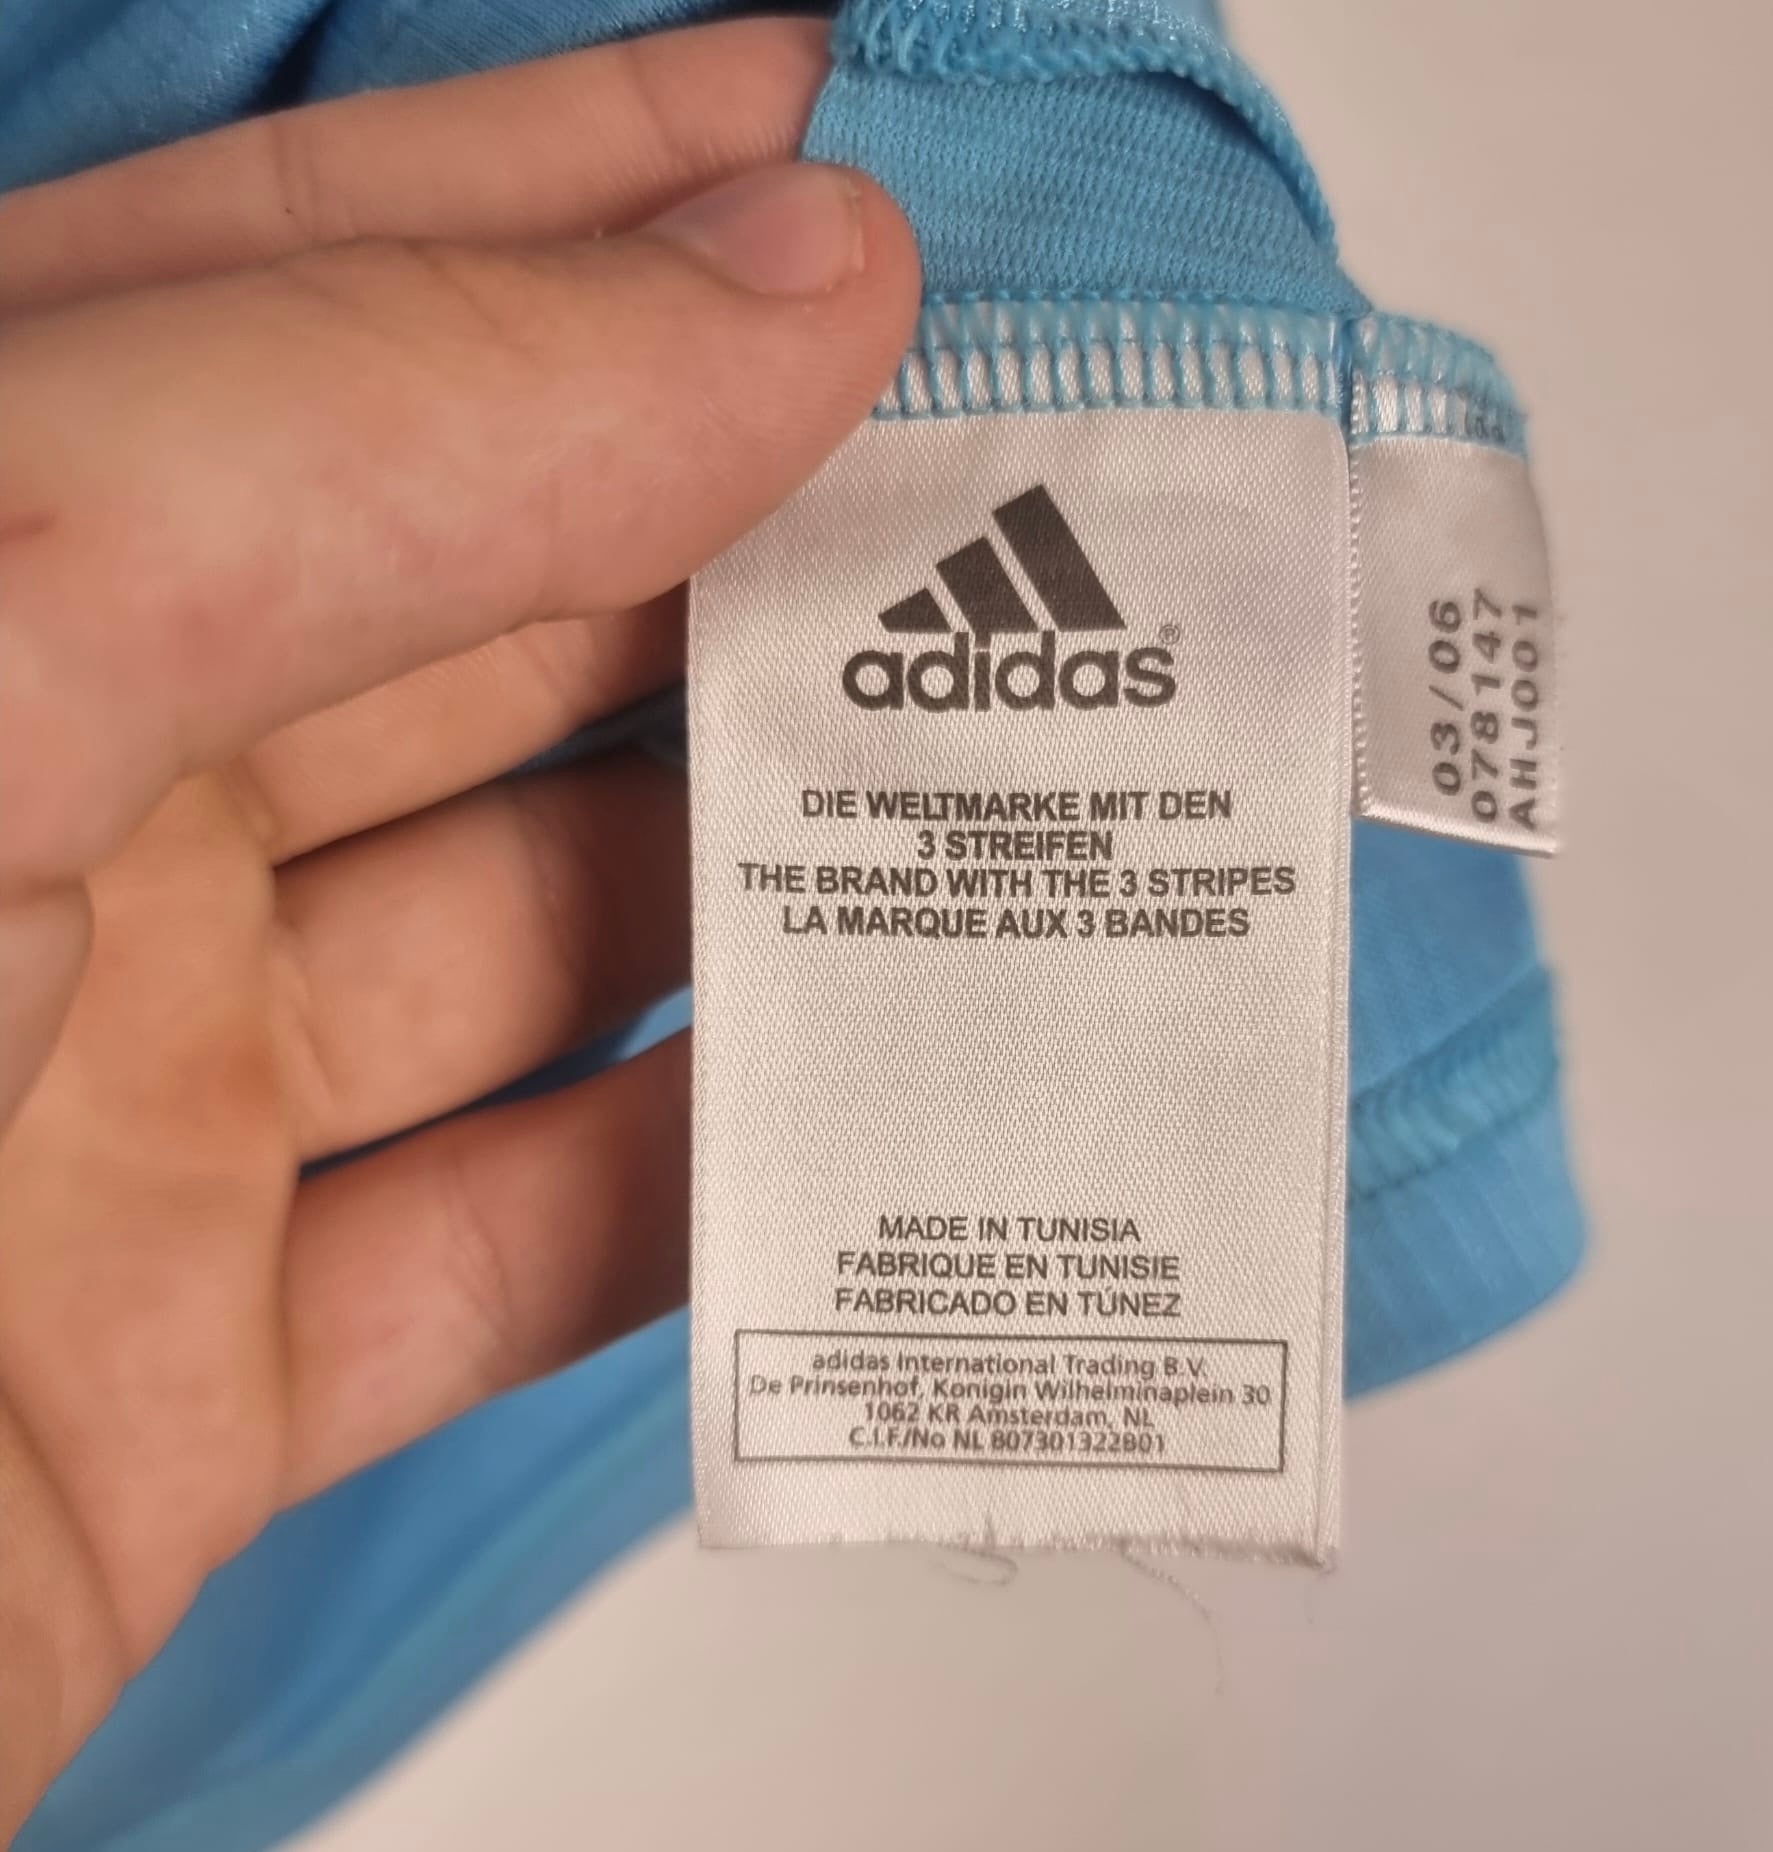 adidas®
DIE WELTMARKE MIT DEN
3 STREIFEN
THE BRAND WITH THE 3 STRIPES
LA MARQUE AUX 3 BANDES
MADE IN TUNISIA
FABRIQUE EN TUNISIE
FABRICADO EN TÚNEZ
adidas International Trading B.V.
De Prinsenhof, Konigin Wilhelminaplein 30
1062 KR Amsterdam, NL
C.I.F./No NL 807301322B01
03/06
078147
AHJ001